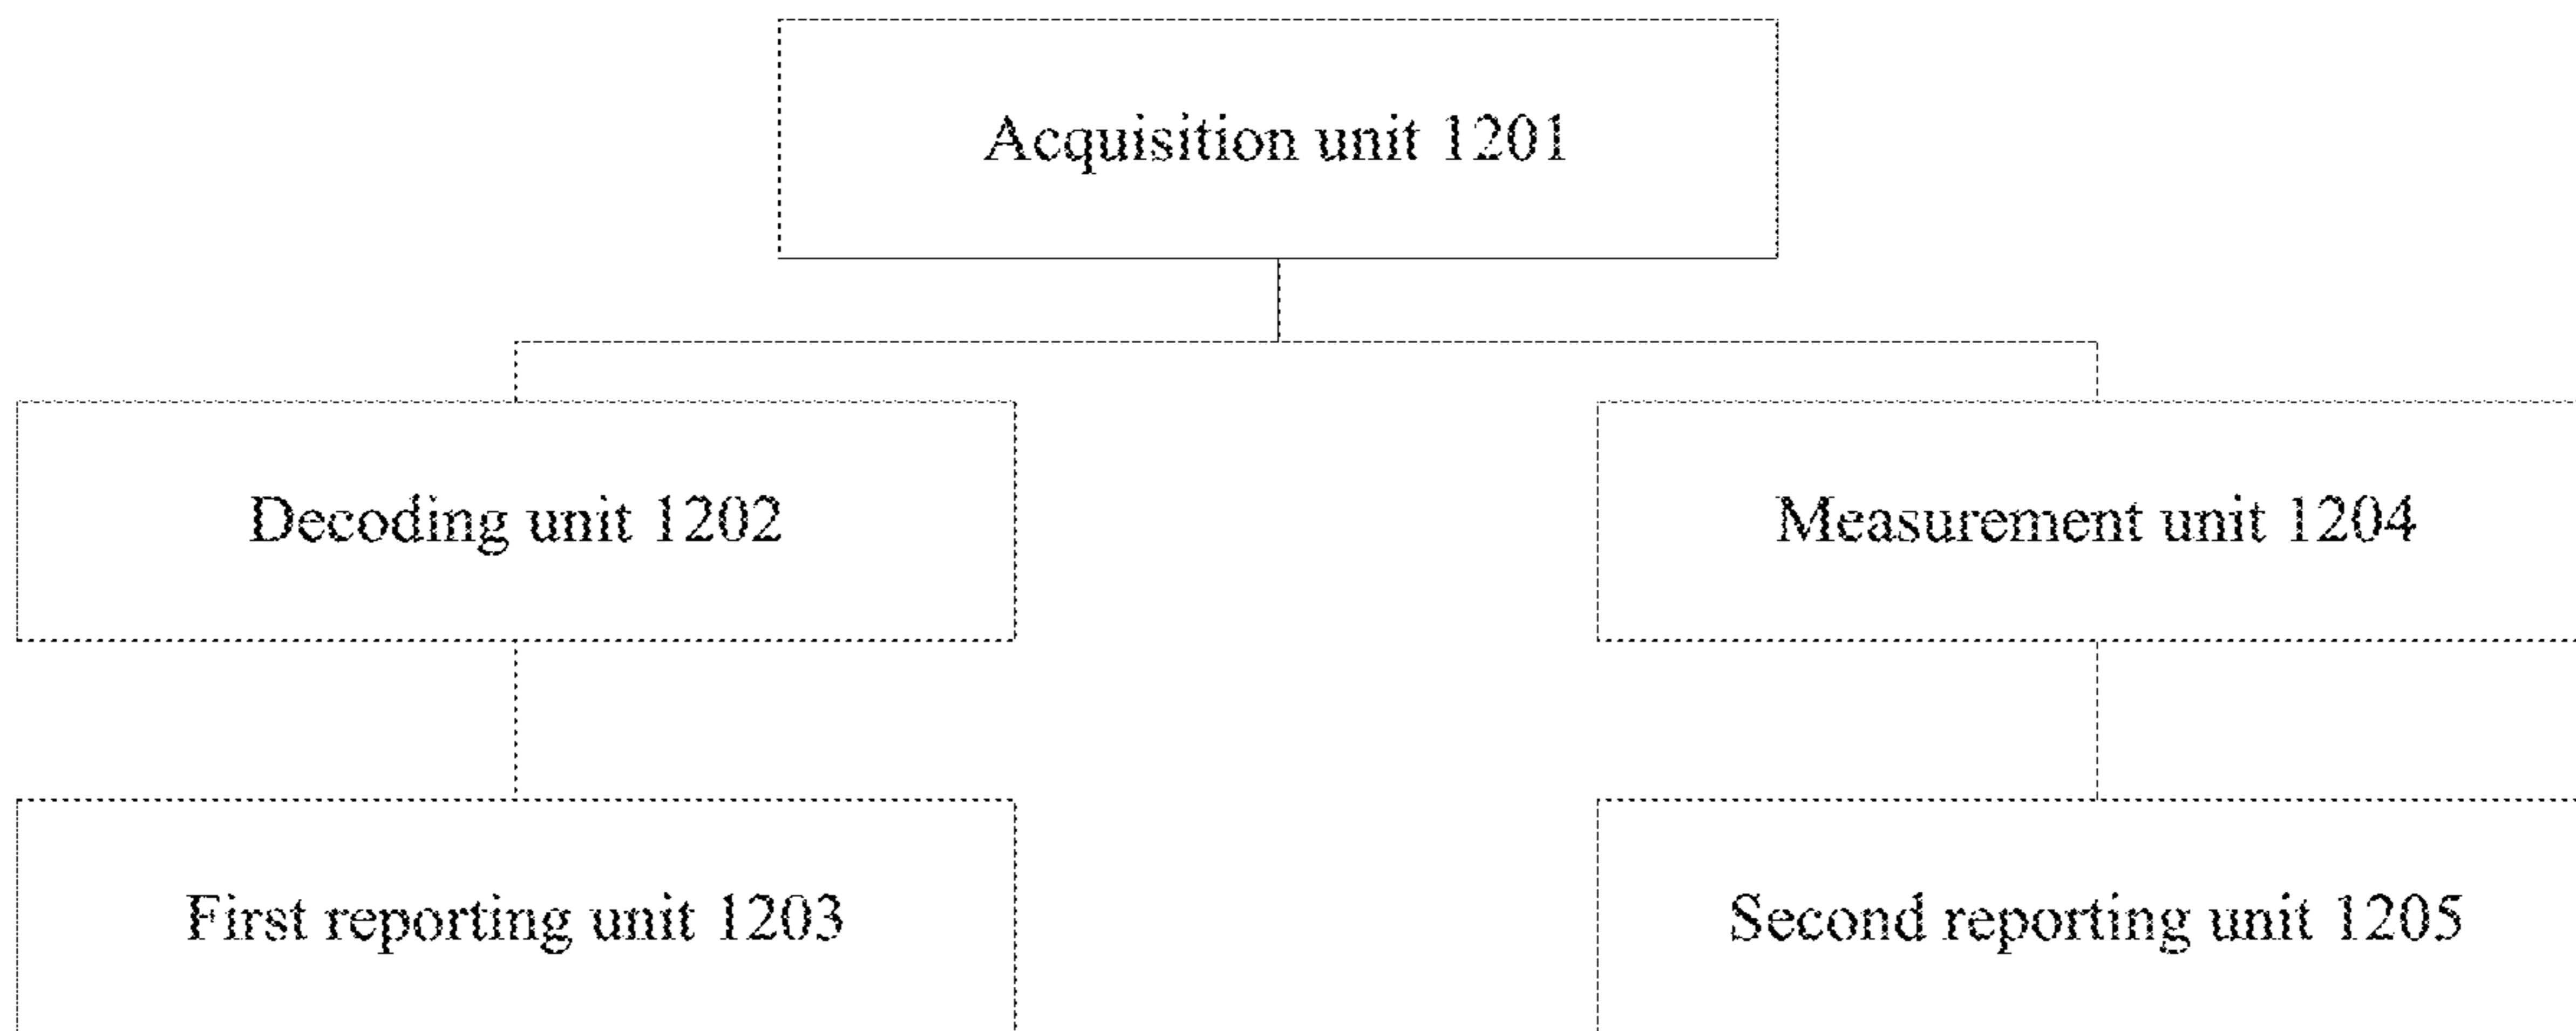 Acquisition unit 1201
Decoding unit 1202
Measurement unit 1204
First reporting unit 1203
Second reporting unit 1205